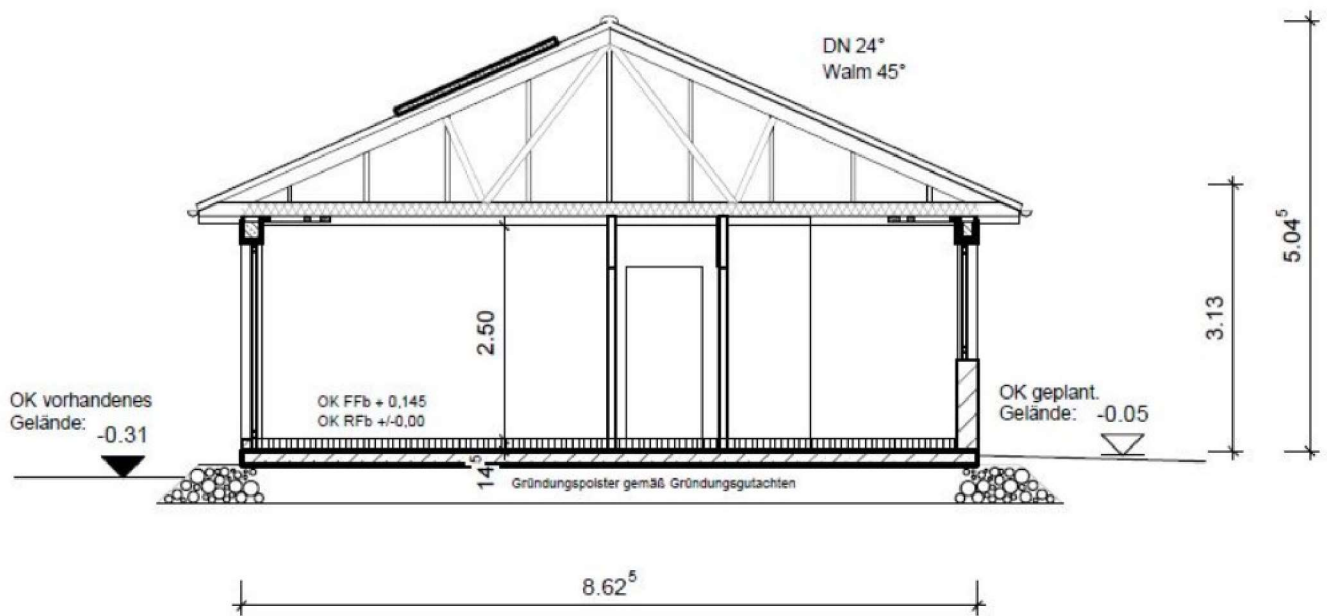 DN 24°
Walm 45°
5.04⁵
3.13
2.50
OK vorhandenes
Gelände: -0.31
OK FFb + 0,145
OK RFb +/-0,00
OK geplant.
Gelände: -0.05
14⁵
Gründungspolster gemäß Gründungsgutachten
8.62⁵